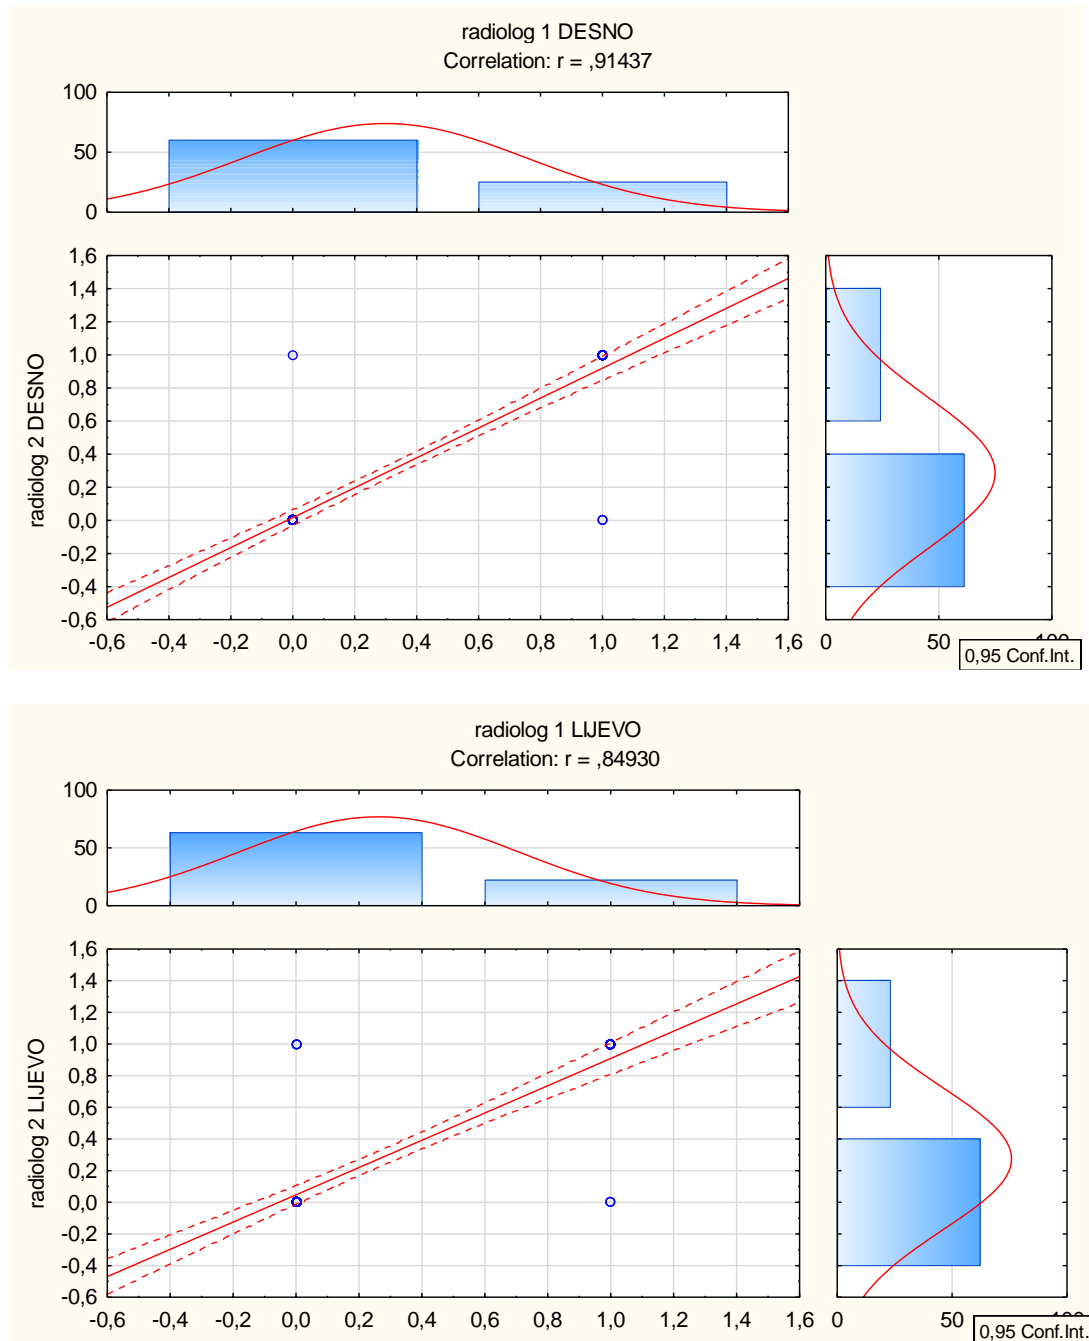 radiolog 1 DESNO
Correlation: r = ,91437
100
50
0
1,6
1,4
1,2
1,0
0,8
0,6
0,4
0,2
0,0
-0,2
-0,4
-0,6
radiolog 2 DESNO
-0,6 -0,4 -0,2 0,0 0,2 0,4 0,6 0,8 1,0 1,2 1,4 1,6
0 50 100
0,95 Conf.Int.
radiolog 1 LIJEVO
Correlation: r = ,84930
100
50
0
1,6
1,4
1,2
1,0
0,8
0,6
0,4
0,2
0,0
-0,2
-0,4
-0,6
radiolog 2 LIJEVO
-0,6 -0,4 -0,2 0,0 0,2 0,4 0,6 0,8 1,0 1,2 1,4 1,6
0 50
0,95 Conf.Int.